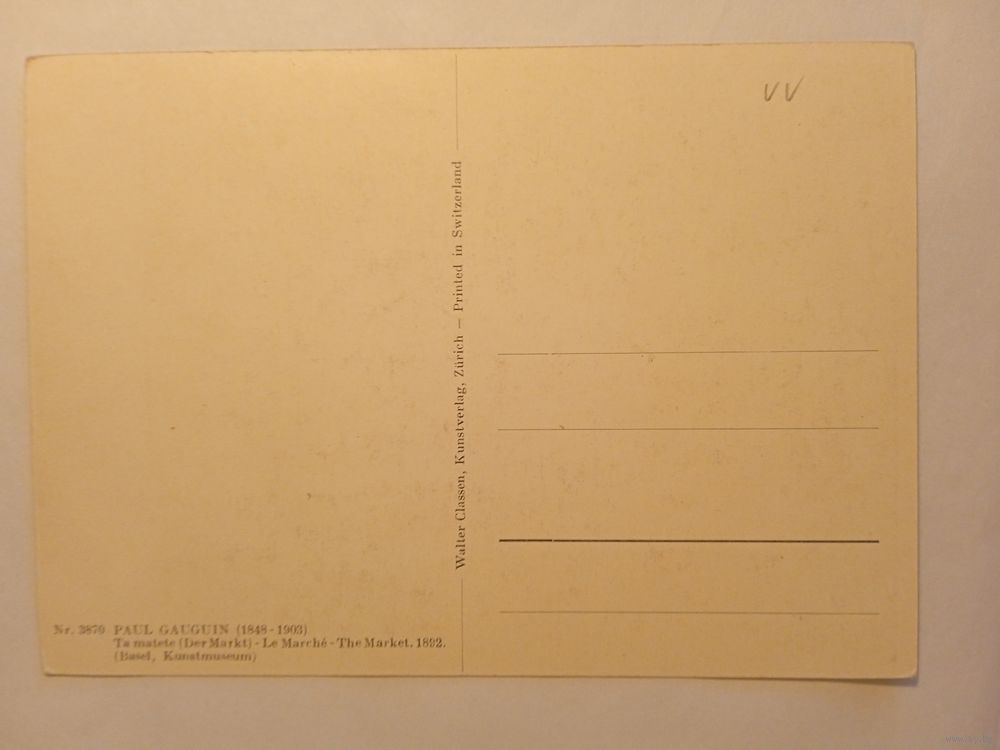 Nr. 3870 PAUL GAUGUIN (1848 - 1903)
Ta matete (Der Markt) - Le Marché - The Market. 1892.
(Basel, Kunstmuseum)
Walter Classen, Kunstverlag, Zürich — Printed in Switzerland
VV